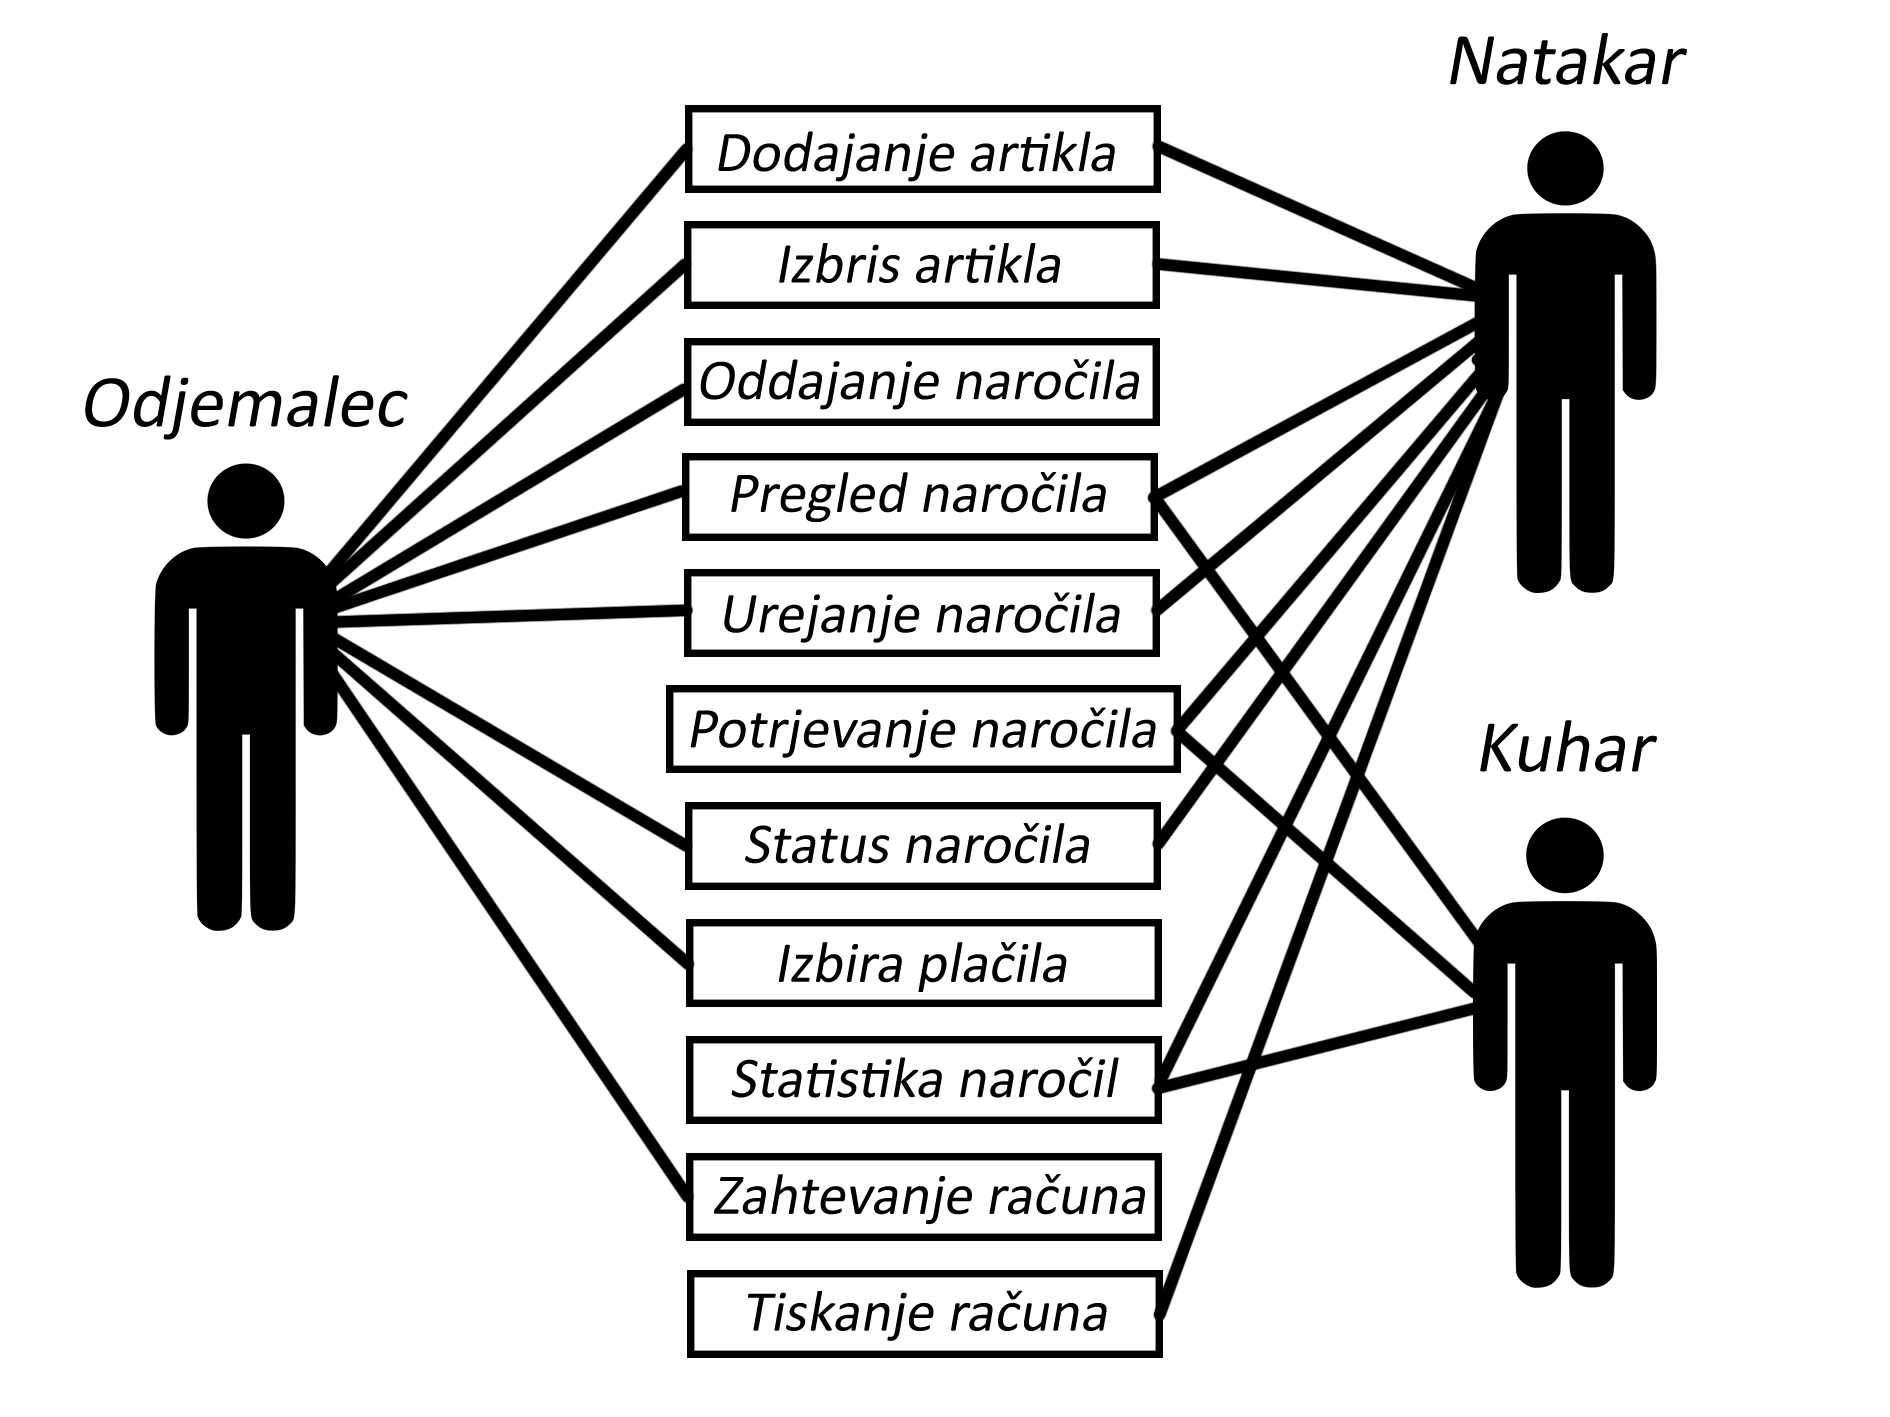 Natakar
Dodajanje artikla
Izbris artikla
Oddajanje naročila
Odjemalec
Pregled naročila
Urejanje naročila
Potrjevanje naročila
Kuhar
Status naročila
Izbira plačila
Statistika naročil
Zahtevanje računa
Tiskanje računa